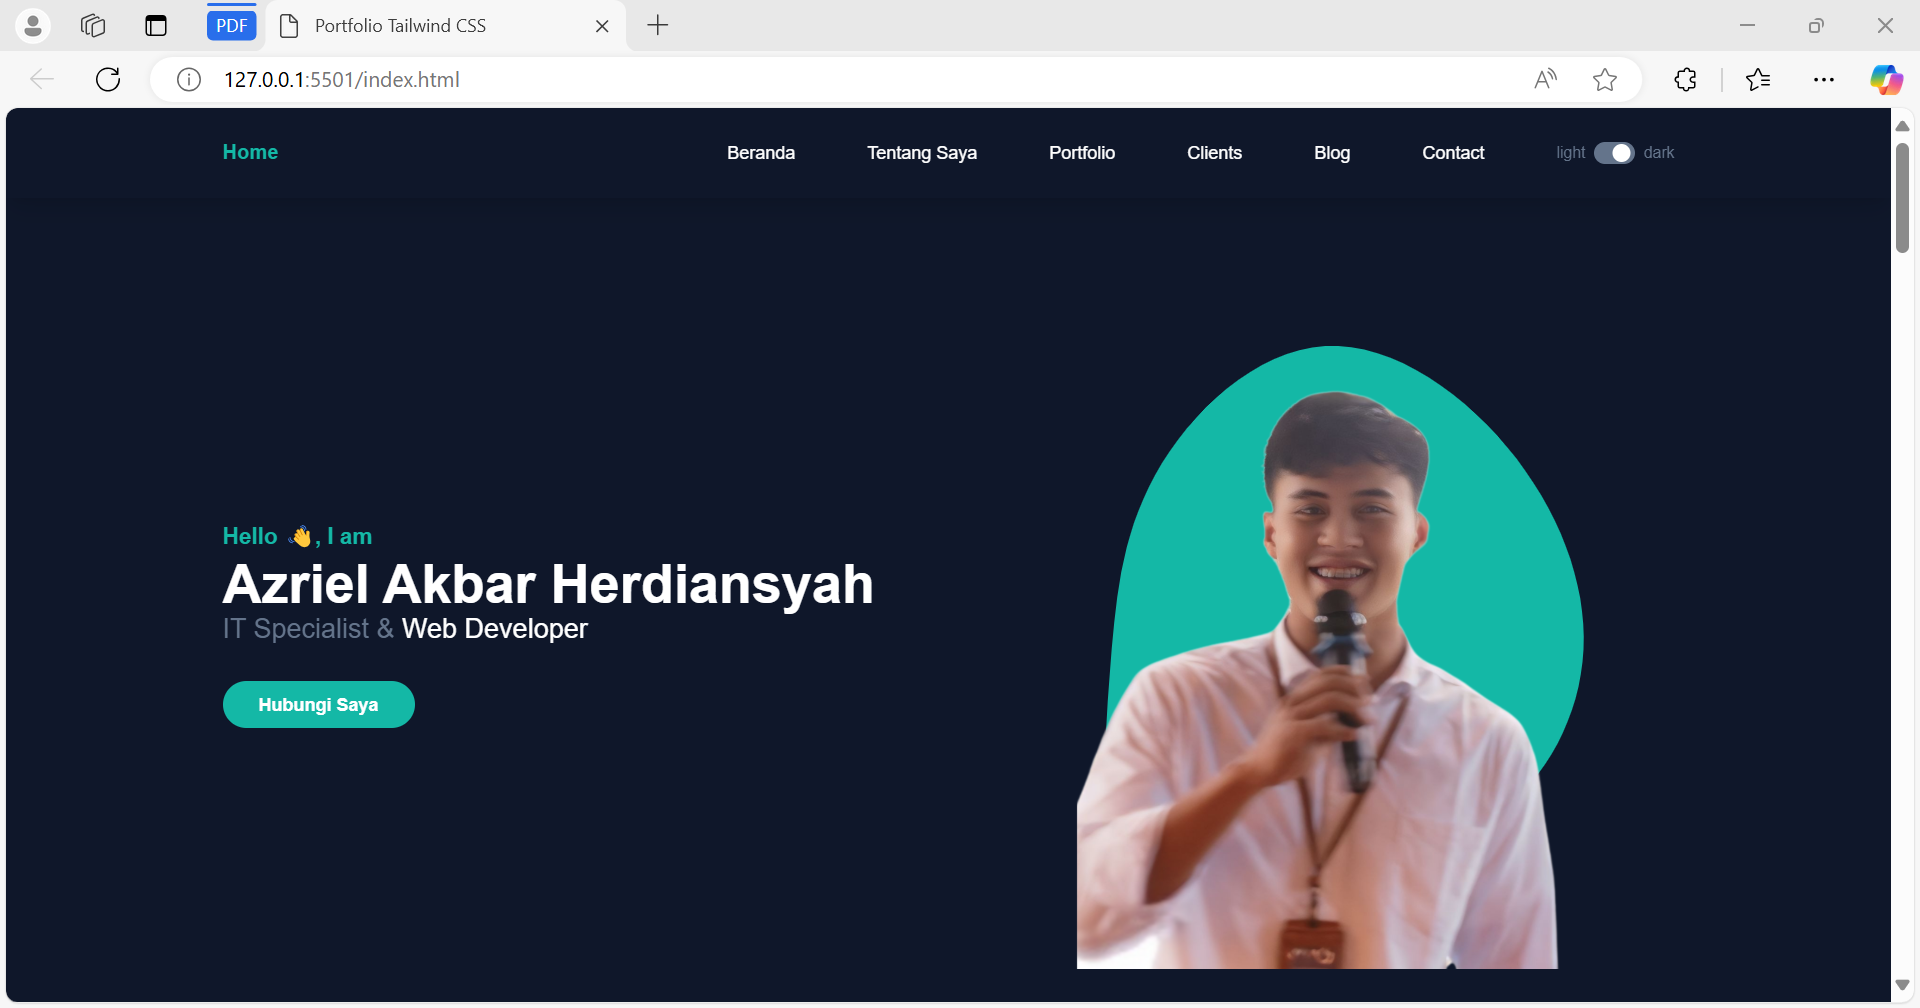 PDF
Portfolio Tailwind CSS
127.0.0.1:5501/index.html
Home
Beranda
Tentang Saya
Portfolio
Clients
Blog
Contact
light
dark
Hello 👋, I am
Azriel Akbar Herdiansyah
IT Specialist & Web Developer
Hubungi Saya